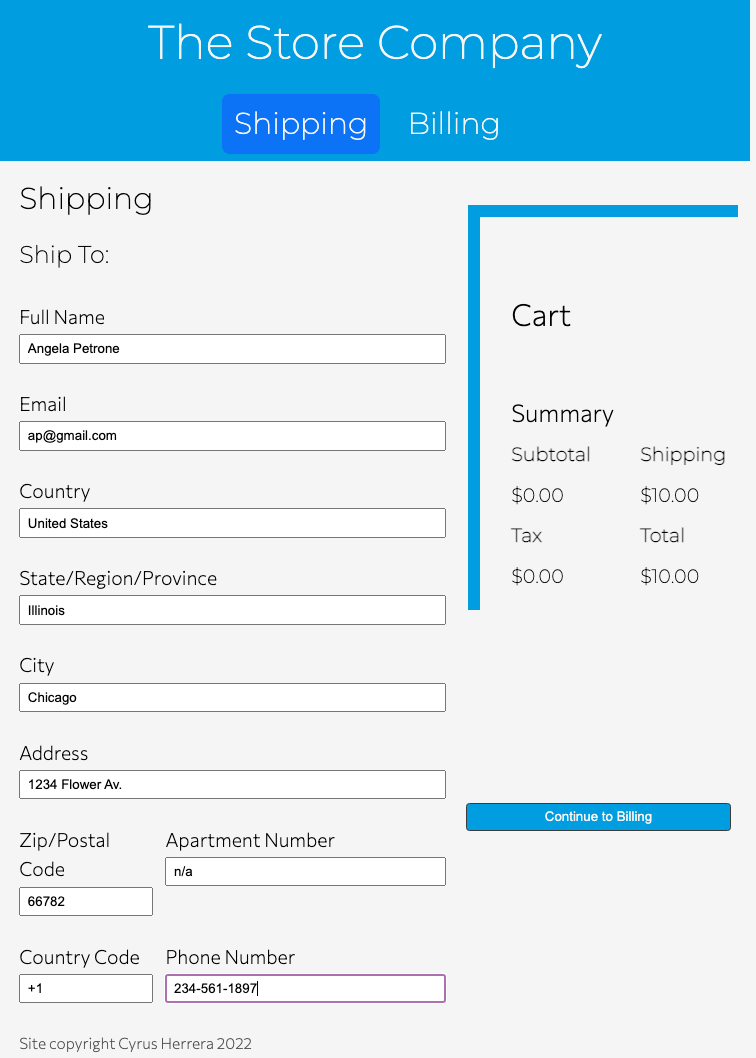 The Store Company
Shipping Billing
Shipping
Ship To:
Full Name
Angela Petrone
Email
ap@gmail.com
Country
United States
State/Region/Province
Illinois
City
Chicago
Address
1234 Flower Av.
Zip/Postal
Code
66782
Apartment Number
n/a
Country Code
+1
Phone Number
234-561-1897
Cart
Summary
Subtotal Shipping
$0.00 $10.00
Tax Total
$0.00 $10.00
Continue to Billing
Site copyright Cyrus Herrera 2022